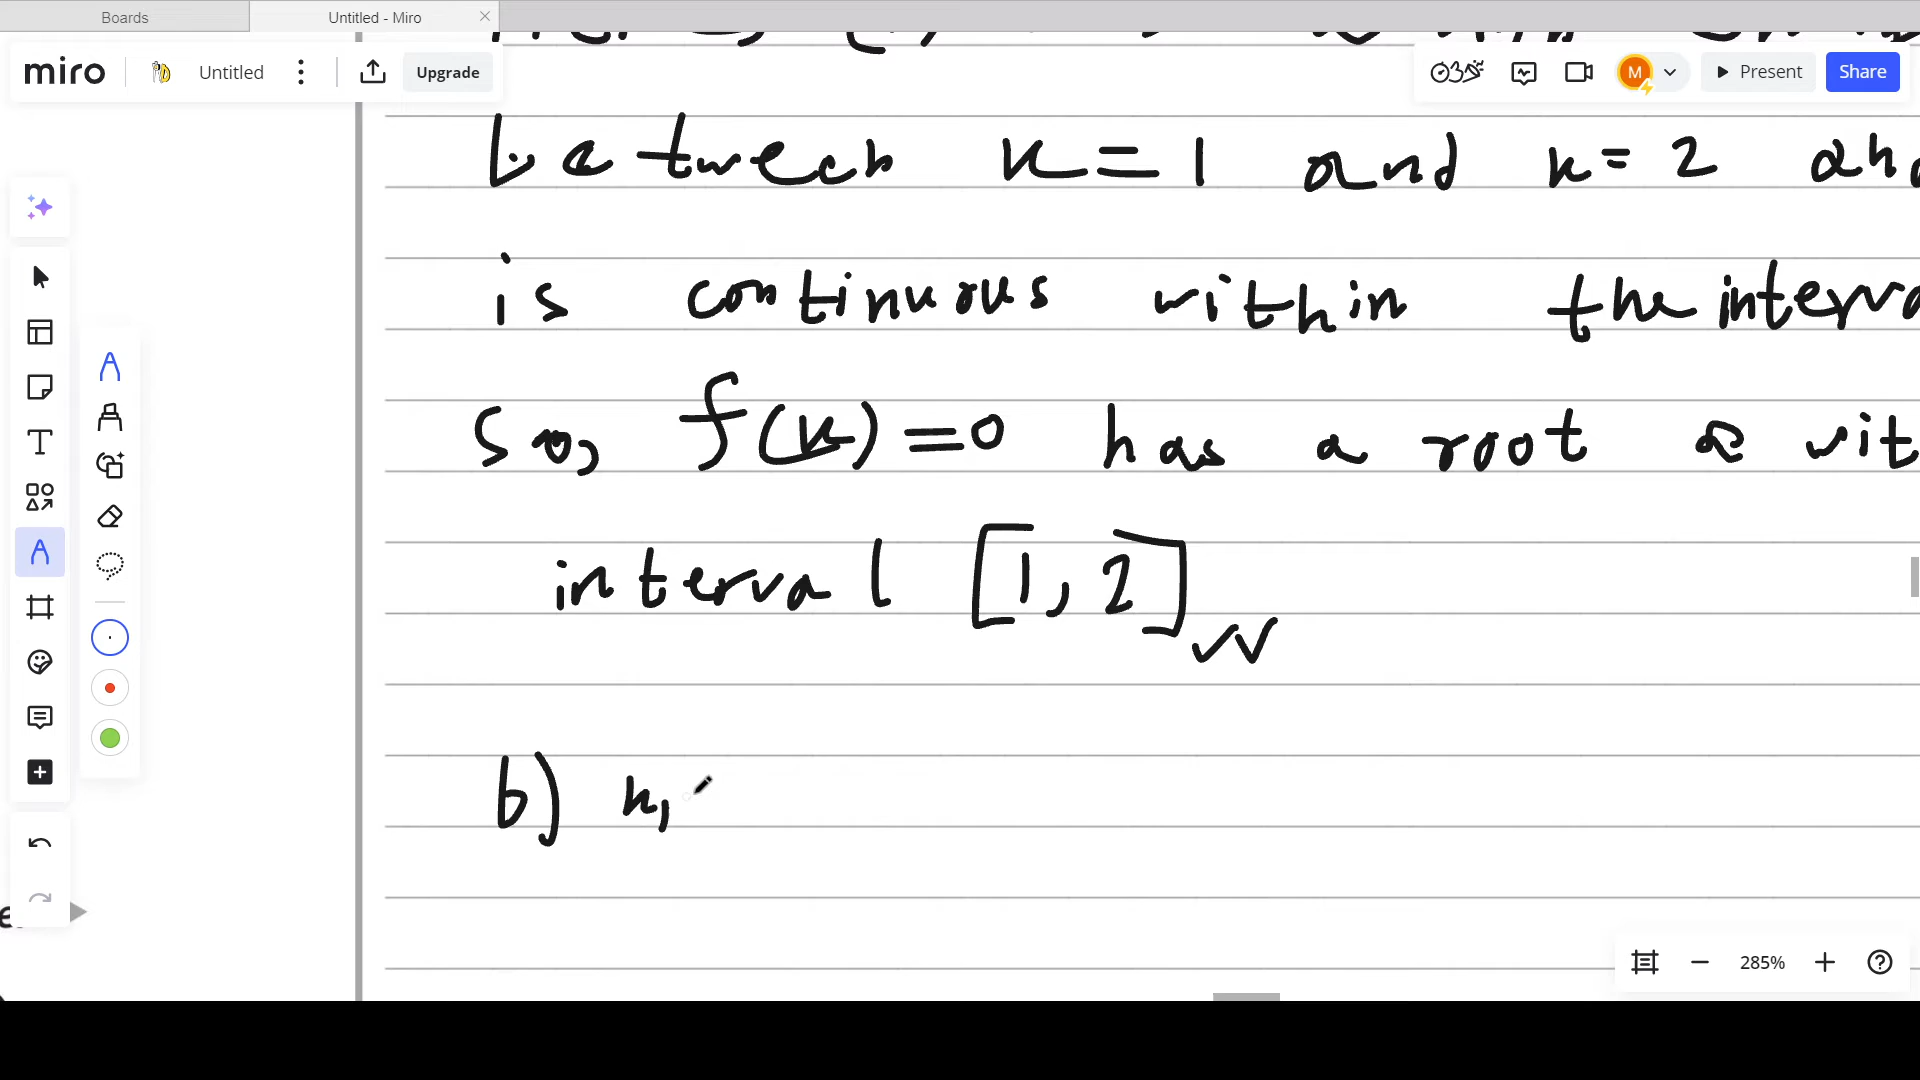 Boards Untitled - Miro
miro Untitled Upgrade M Present Share
between x=1 and x=2 and
is continuous within the interva
So, f(x)=0 has a root α wit
interval [1, 2]
b) x,
285%